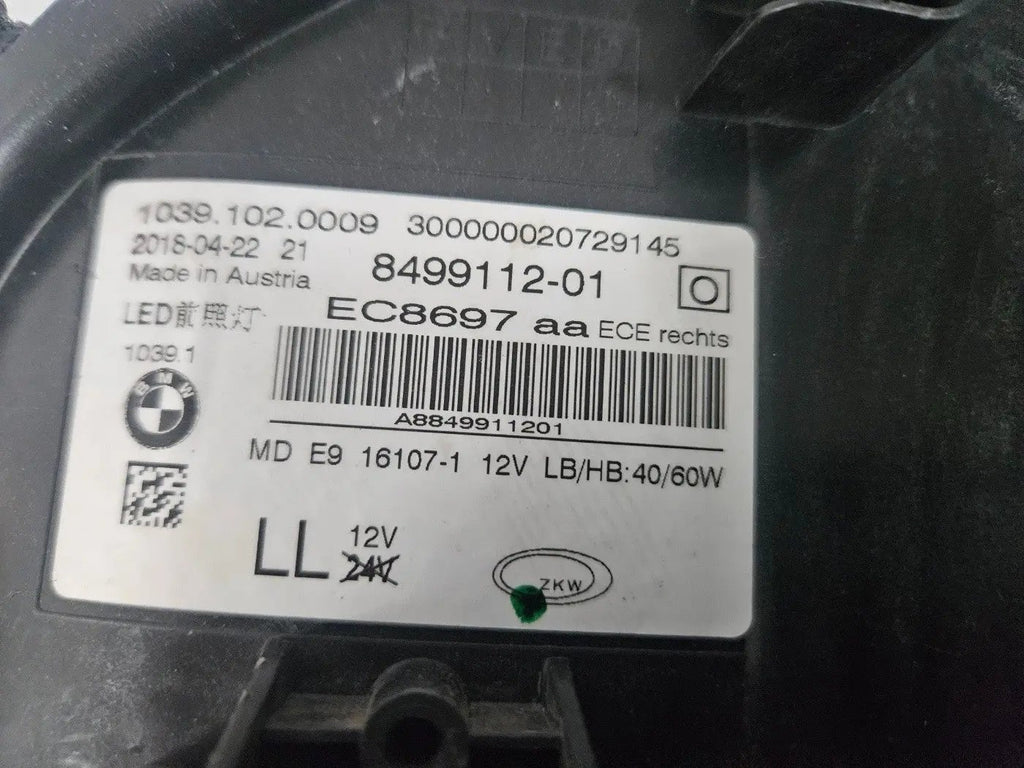 1039.102.0009 300000020729145
2018-04-22 21
Made in Austria
8499112-01
O
LED前照灯
EC8697 aa ECE rechts
1039.1
BMW
A8849911201
MD E9 16107-1 12V LB/HB:40/60W
LL
12V
24V
ZKW